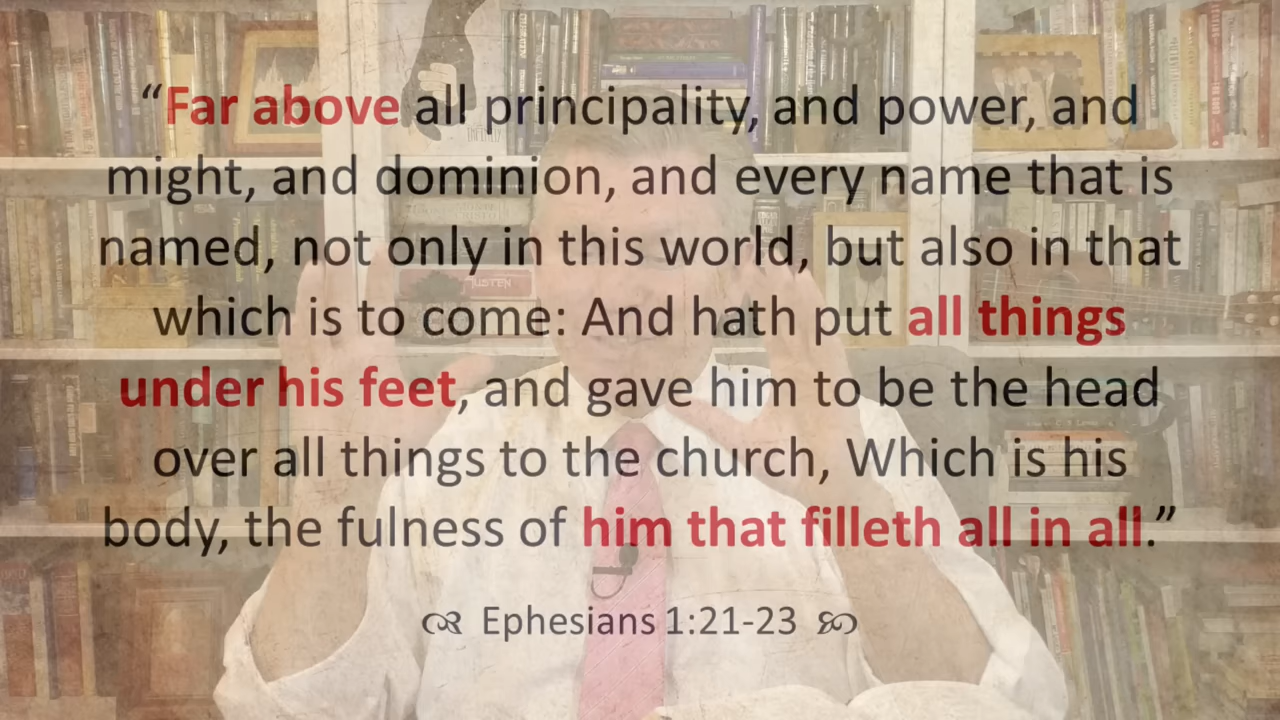 “Far above all principality, and power, and
might, and dominion, and every name that is
named, not only in this world, but also in that
which is to come: And hath put all things
under his feet, and gave him to be the head
over all things to the church, Which is his
body, the fulness of him that filleth all in all.”
Ephesians 1:21-23